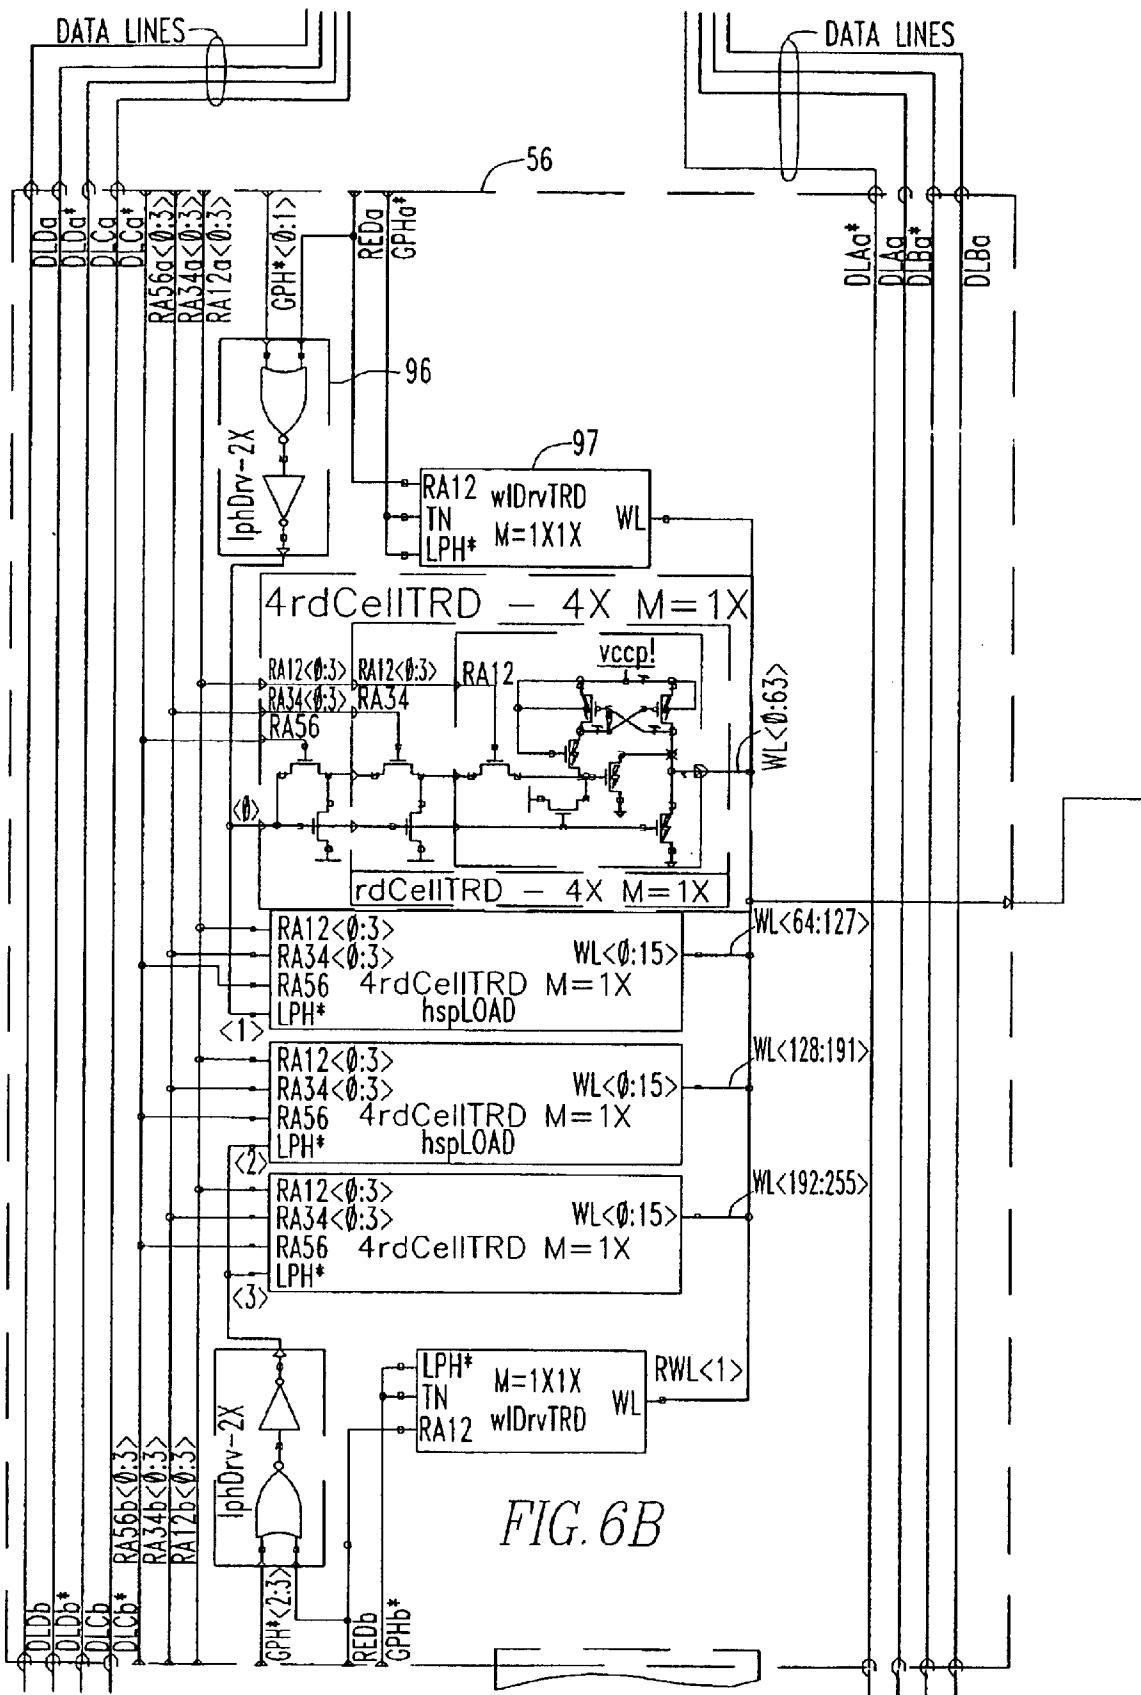 DATA LINES
DATA LINES
56
DLDa
DLDa*
DLCa
DLCa*
RA56a<0:3>
RA34a<0:3>
RA12a<0:3>
GPH*<0:1>
REDa
GPHa*
DLAa*
DLAa
DLBa*
DLBa
96
lphDrv-2X
97
RA12
TN
LPH*
wlDrvTRD
M=1X1X
WL
4rdCellTRD - 4X M=1X
RA12<0:3>
RA12<0:3>
RA12
RA34<0:3>
RA34
RA56
vccp!
WL<0:63>
<0>
rdCellTRD - 4X M=1X
RA12<0:3>
RA34<0:3>
RA56
LPH*
WL<0:15>
4rdCellTRD M=1X
hspLOAD
WL<64:127>
<1>
RA12<0:3>
RA34<0:3>
RA56
LPH*
WL<0:15>
4rdCellTRD M=1X
hspLOAD
WL<128:191>
<2>
RA12<0:3>
RA34<0:3>
RA56
LPH*
WL<0:15>
4rdCellTRD M=1X
WL<192:255>
<3>
lphDrv-2X
LPH*
TN
RA12
M=1X1X
wlDrvTRD
WL
RWL<1>
DLDb
DLDb*
DLCb
DLCb*
RA56b<0:3>
RA34b<0:3>
RA12b<0:3>
GPH*<2:3>
REDb
GPHb*
FIG. 6B